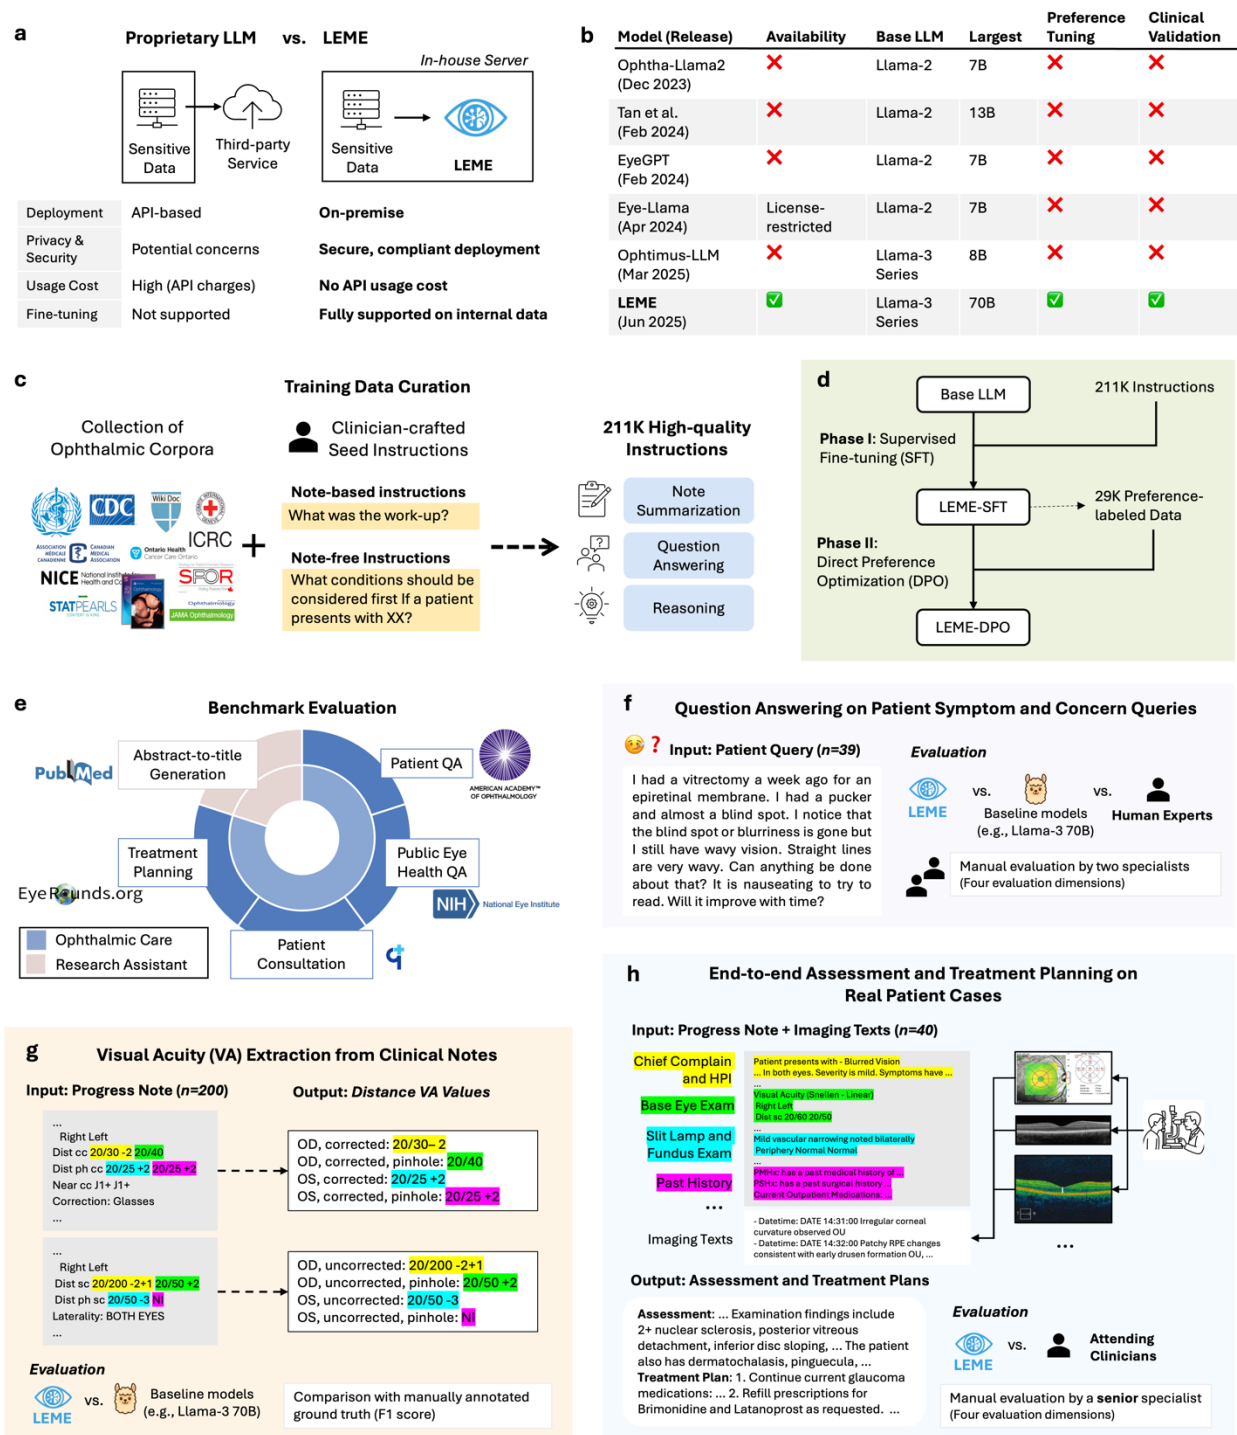 a
Proprietary LLM vs. LEME
In-house Server
Sensitive
Data
Third-party
Service
Sensitive
Data
LEME
Deployment API-based On-premise
Privacy &
Security Potential concerns Secure, compliant deployment
Usage Cost High (API charges) No API usage cost
Fine-tuning Not supported Fully supported on internal data
b
Model (Release) Availability Base LLM Largest Preference Tuning Clinical Validation
Ophtha-Llama2 Llama-2 7B
(Dec 2023)
Tan et al. Llama-2 13B
(Feb 2024)
EyeGPT Llama-2 7B
(Feb 2024)
Eye-Llama License- Llama-2 7B
(Apr 2024) restricted
Ophtimus-LLM Llama-3 8B
(Mar 2025) Series
LEME Llama-3 70B
(Jun 2025) Series
c
Training Data Curation
Collection of
Ophthalmic Corpora
CDC
Wiki Doc
ICRC
ASSOCIATION
MÉDICALE
CANADIENNE
CANADIAN
MEDICAL
ASSOCIATION
Ontario Health
Cancer Care Ontario
NICE National Institute
Health and Ca
SPOR
STATPEARLS
Ophthalmology
Ophthalmology
JAMA Ophthalmology
Clinician-crafted
Seed Instructions
Note-based instructions
What was the work-up?
Note-free Instructions
What conditions should be
considered first If a patient
presents with XX?
211K High-quality
Instructions
Note
Summarization
Question
Answering
Reasoning
d
Base LLM
211K Instructions
Phase I: Supervised
Fine-tuning (SFT)
LEME-SFT
29K Preference-
labeled Data
Phase II:
Direct Preference
Optimization (DPO)
LEME-DPO
e
Benchmark Evaluation
PubMed
Abstract-to-title
Generation
Patient QA
AMERICAN ACADEMY™
OF OPHTHALMOLOGY
Treatment
Planning
Public Eye
Health QA
EyeRounds.org
NIH National Eye Institute
Patient
Consultation
Ophthalmic Care
Research Assistant
f
Question Answering on Patient Symptom and Concern Queries
Input: Patient Query (n=39)
I had a vitrectomy a week ago for an
epiretinal membrane. I had a pucker
and almost a blind spot. I notice that
the blind spot or blurriness is gone but
I still have wavy vision. Straight lines
are very wavy. Can anything be done
about that? It is nauseating to try to
read. Will it improve with time?
Evaluation
LEME
vs.
Baseline models
(e.g., Llama-3 70B)
vs.
Human Experts
Manual evaluation by two specialists
(Four evaluation dimensions)
g
Visual Acuity (VA) Extraction from Clinical Notes
Input: Progress Note (n=200)
...
Right Left
Dist cc 20/30 -2 20/40
Dist ph cc 20/25 +2 20/25 +2
Near cc J1+ J1+
Correction: Glasses
...
Output: Distance VA Values
OD, corrected: 20/30– 2
OD, corrected, pinhole: 20/40
OS, corrected: 20/25 +2
OS, corrected, pinhole: 20/25 +2
...
Right Left
Dist sc 20/200 -2+1 20/50 +2
Dist ph sc 20/50 -3 NI
Laterality: BOTH EYES
...
OD, uncorrected: 20/200 -2+1
OD, uncorrected, pinhole: 20/50 +2
OS, uncorrected: 20/50 -3
OS, uncorrected, pinhole: NI
Evaluation
LEME
vs.
Baseline models
(e.g., Llama-3 70B)
Comparison with manually annotated
ground truth (F1 score)
h
End-to-end Assessment and Treatment Planning on
Real Patient Cases
Input: Progress Note + Imaging Texts (n=40)
Chief Complain
and HPI
Base Eye Exam
Slit Lamp and
Fundus Exam
Past History
...
Imaging Texts
Patient presents with - Blurred Vision
... In both eyes. Severity is mild. Symptoms have ...
...
Visual Acuity (Snellen - Linear)
Right Left
Dist sc 20/60 20/50
...
Mild vascular narrowing noted bilaterally
Periphery Normal Normal
...
PMHx: has a past medical history of ...
PSHx: has a past surgical history ...
Current Outpatient Medications: ...
- Datetime: DATE 14:31:00 Irregular corneal
curvature observed OU
- Datetime: DATE 14:32:00 Patchy RPE changes
consistent with early drusen formation OU, ...
...
Output: Assessment and Treatment Plans
Assessment: ... Examination findings include
2+ nuclear sclerosis, posterior vitreous
detachment, inferior disc sloping, ... The patient
also has dermatochalasis, pinguecula, ...
Treatment Plan: 1. Continue current glaucoma
medications: ... 2. Refill prescriptions for
Brimonidine and Latanoprost as requested. ...
Evaluation
LEME
vs.
Attending
Clinicians
Manual evaluation by a senior specialist
(Four evaluation dimensions)